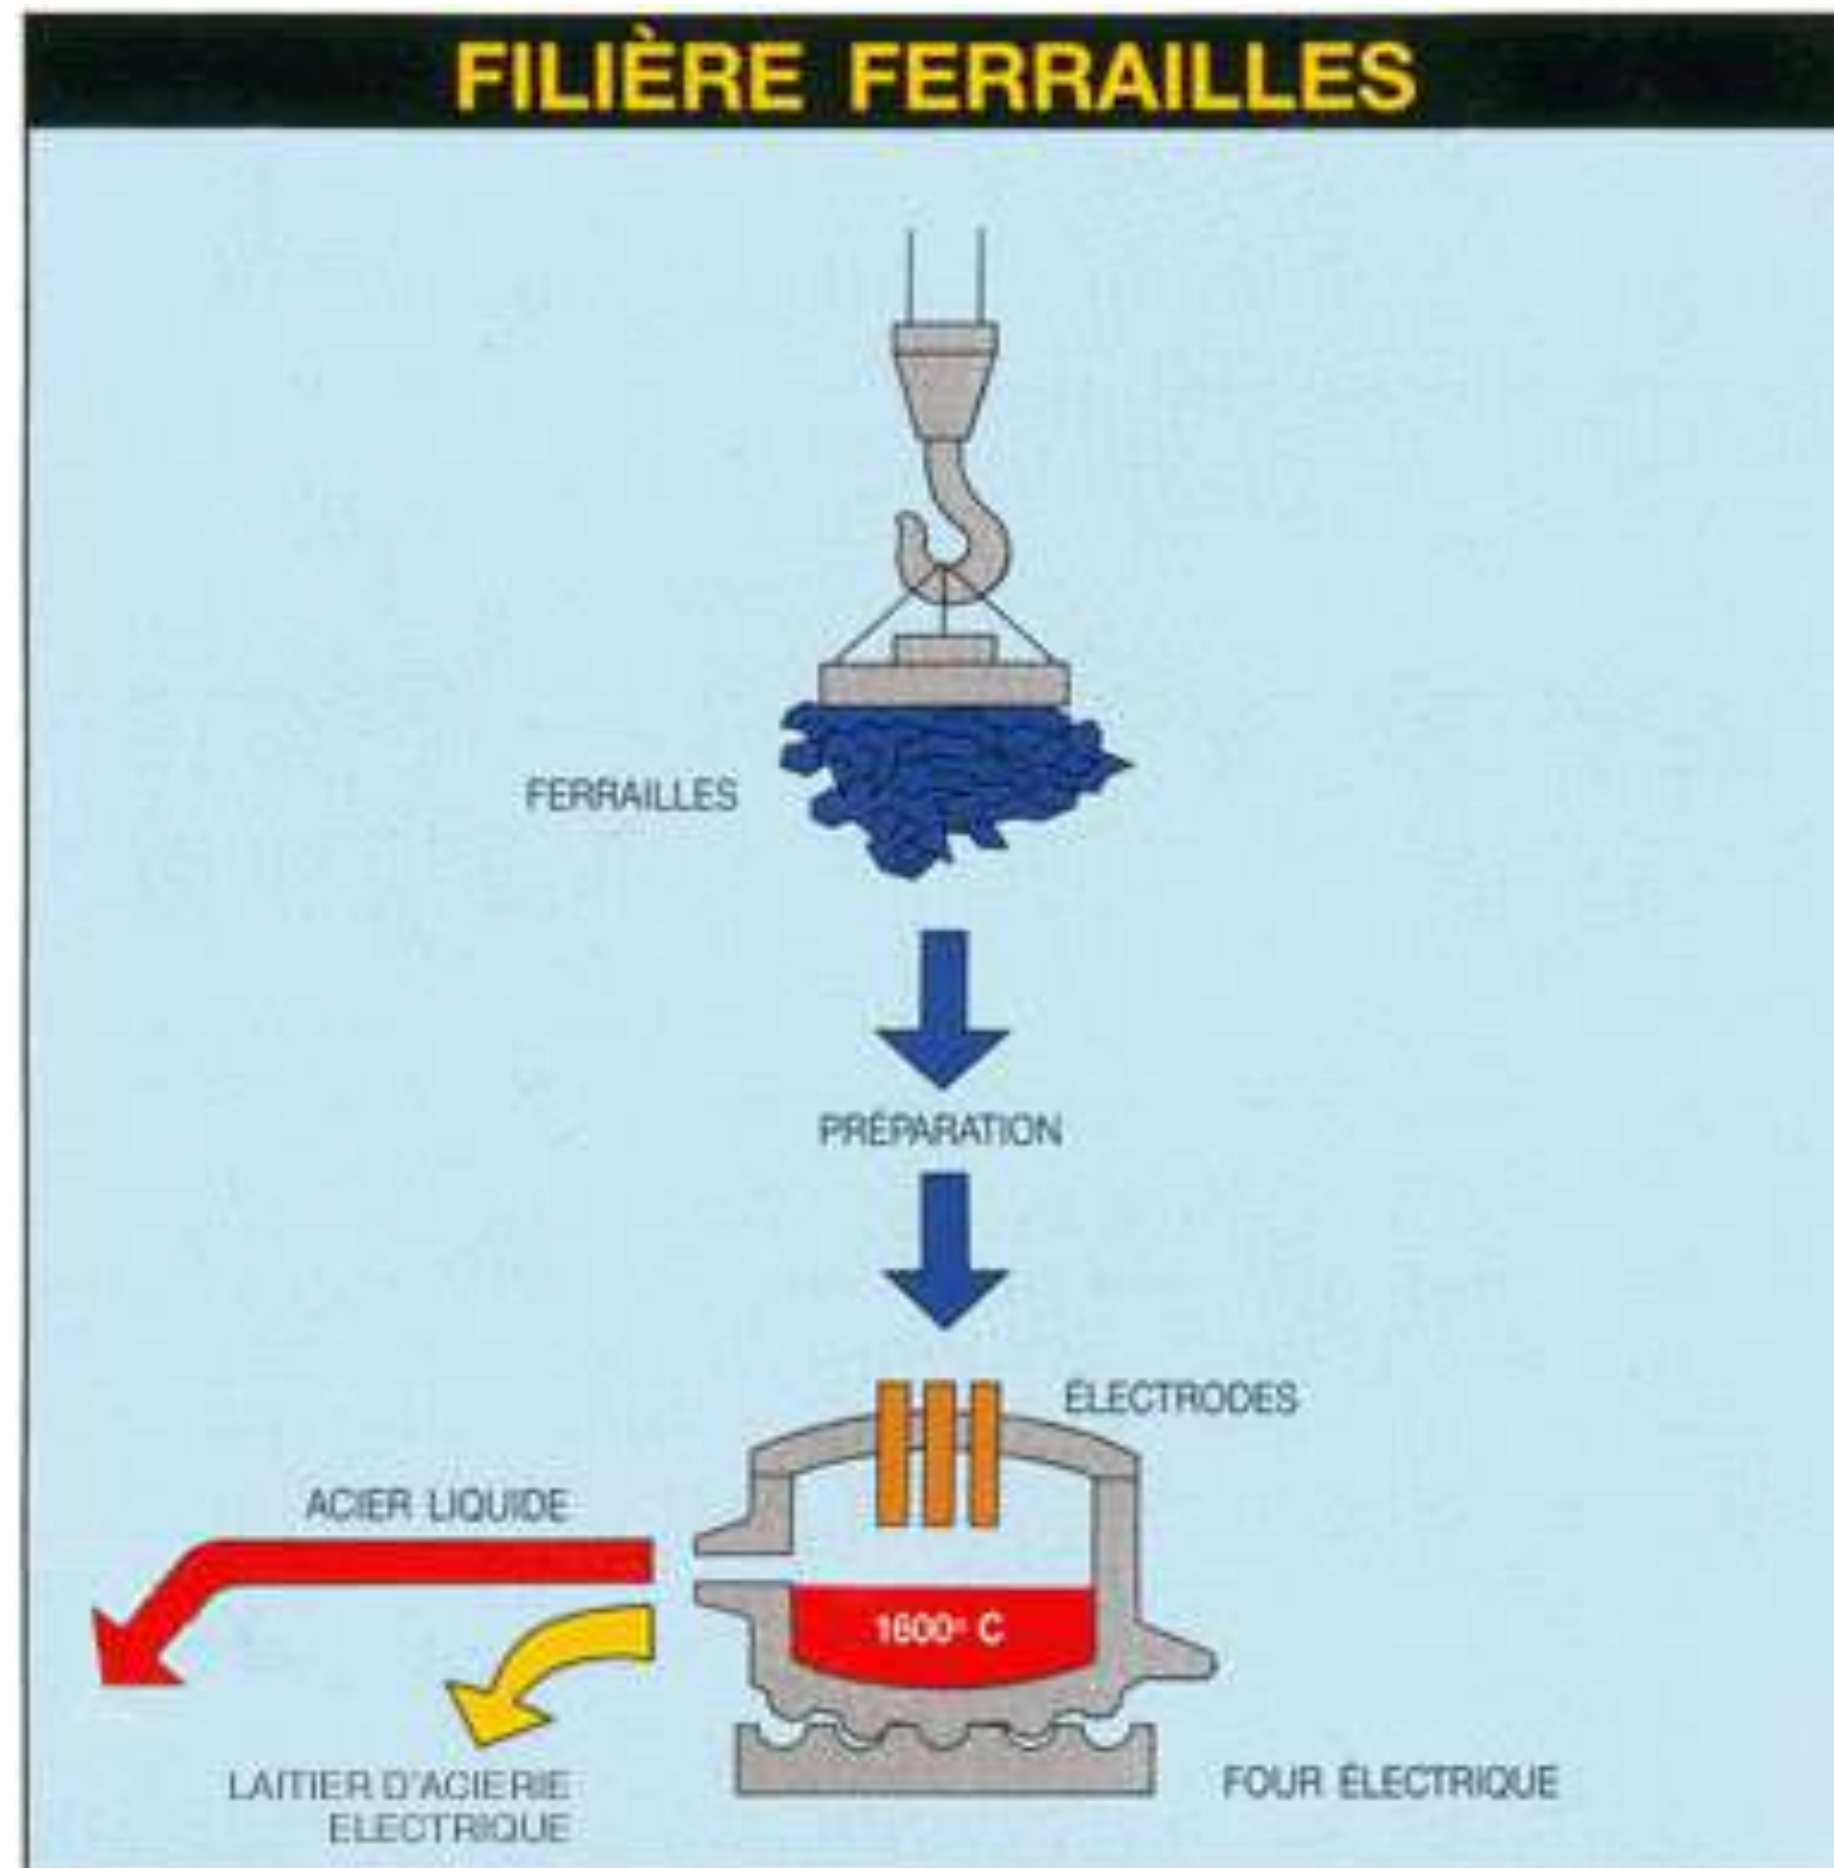 FILIÈRE FERRAILLES
FERRAILLES
PRÉPARATION
ÉLECTRODES
ACIER LIQUIDE
1600° C
LAITIER D'ACIERIE
ELECTRIQUE
FOUR ÉLECTRIQUE